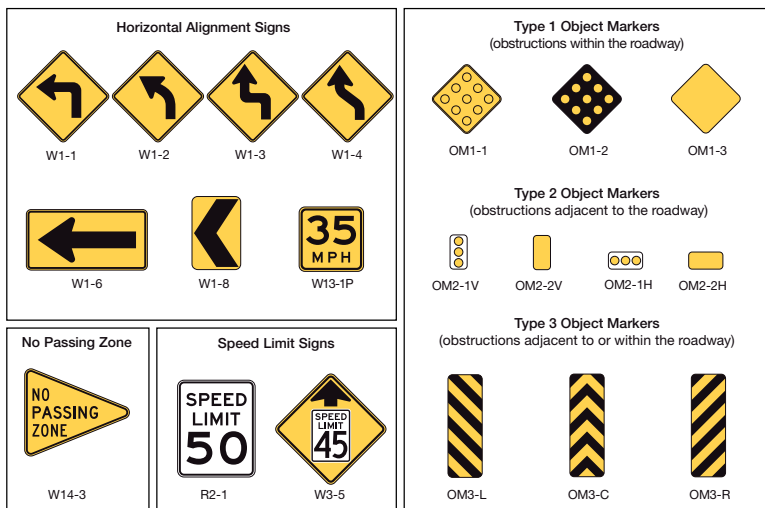 Horizontal Alignment Signs
W1-1
W1-2
W1-3
W1-4
W1-6
35
MPH
W1-8
W13-1P
No Passing Zone
NO
PASSING
ZONE
W14-3
Speed Limit Signs
SPEED
LIMIT
50
R2-1
SPEED
LIMIT
45
W3-5
Type 1 Object Markers
(obstructions within the roadway)
OM1-1
OM1-2
OM1-3
Type 2 Object Markers
(obstructions adjacent to the roadway)
OM2-1V
OM2-2V
OM2-1H
OM2-2H
Type 3 Object Markers
(obstructions adjacent to or within the roadway)
OM3-L
OM3-C
OM3-R